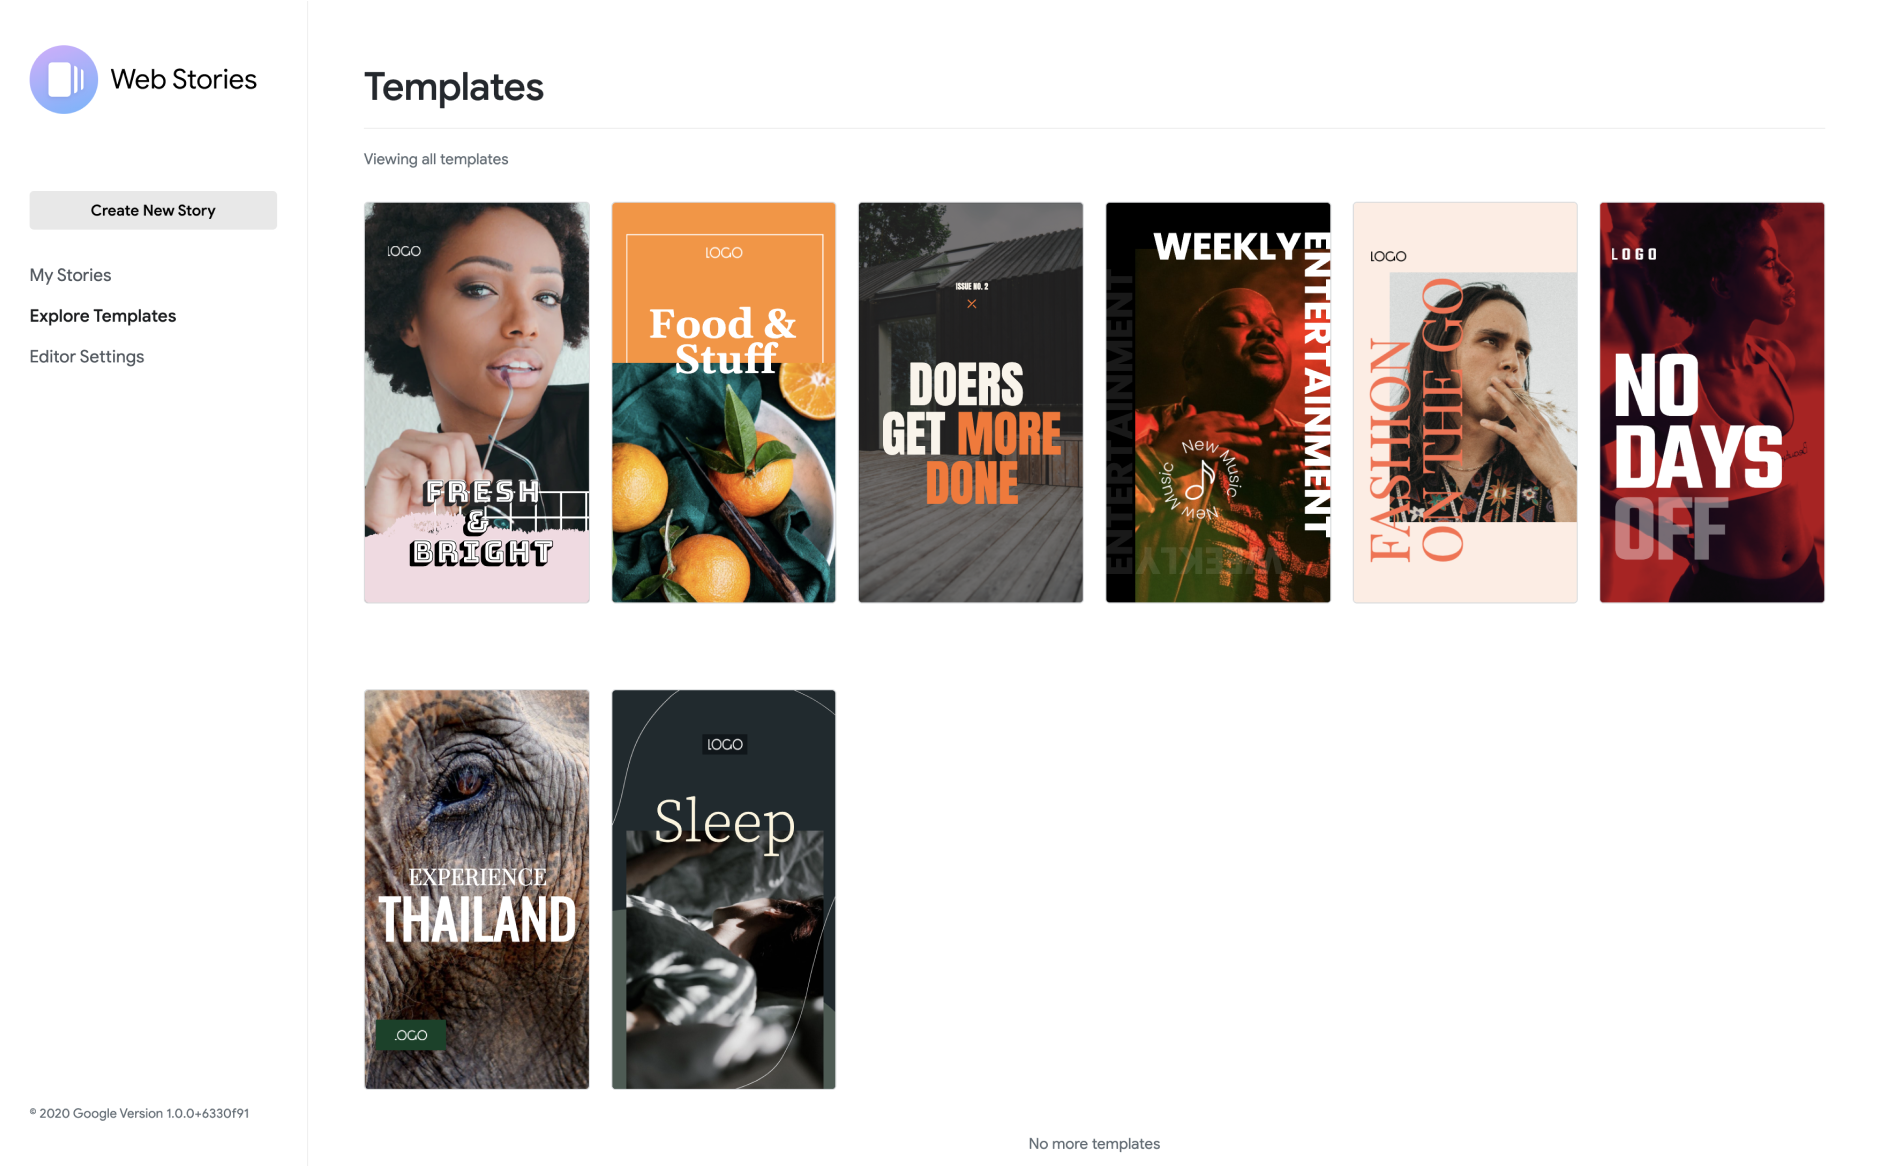 Web Stories
Create New Story
My Stories
Explore Templates
Editor Settings
© 2020 Google Version 1.0.0+6330f91
Templates
Viewing all templates
LOGO
FRESH
&
BRIGHT
LOGO
Food &
Stuff
ISSUE NO. 2
DOERS
GET MORE
DONE
WEEKLY
ENTERTAINMENT
ENTERTAINMENT
WEEKLY
New Music New Music
LOGO
FASHION
ON THE GO
LOGO
NO
DAYS
OFF
EXPERIENCE
THAILAND
LOGO
LOGO
Sleep
No more templates